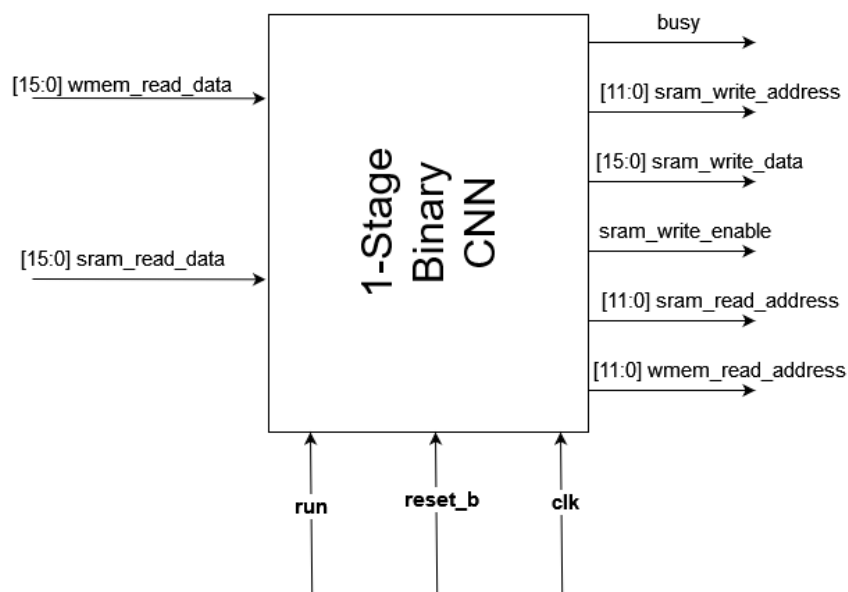 busy
[15:0] wmem_read_data
[11:0] sram_write_address
[15:0] sram_write_data
1-Stage
Binary
CNN
sram_write_enable
[15:0] sram_read_data
[11:0] sram_read_address
[11:0] wmem_read_address
run
reset_b
clk